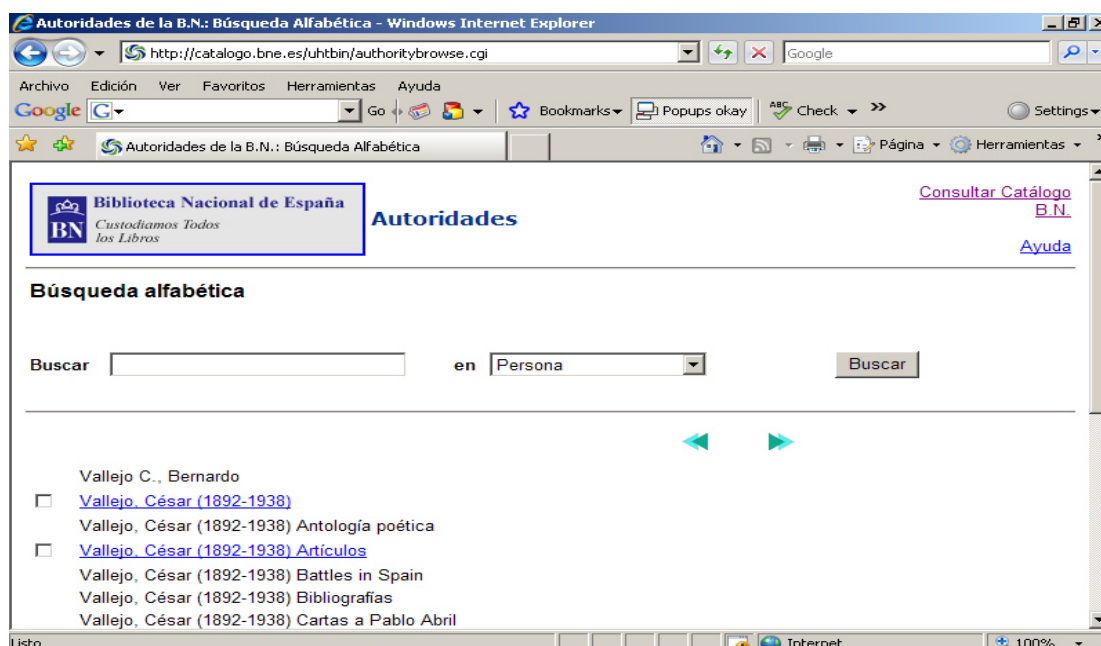 Autoridades de la B.N.: Búsqueda Alfabética - Windows Internet Explorer
http://catalogo.bne.es/uhtbin/authoritybrowse.cgi
Google
Archivo Edición Ver Favoritos Herramientas Ayuda
Google G Go Bookmarks Popups okay ABC Check » Settings
Autoridades de la B.N.: Búsqueda Alfabética Página Herramientas
Biblioteca Nacional de España
BN Custodiamos Todos
los Libros
Autoridades
Consultar Catálogo
B.N.
Ayuda
Búsqueda alfabética
Buscar en Persona Buscar
Vallejo C., Bernardo
Vallejo, César (1892-1938)
Vallejo, César (1892-1938) Antología poética
Vallejo, César (1892-1938) Artículos
Vallejo, César (1892-1938) Battles in Spain
Vallejo, César (1892-1938) Bibliografías
Vallejo, César (1892-1938) Cartas a Pablo Abril
Listo Internet 100%